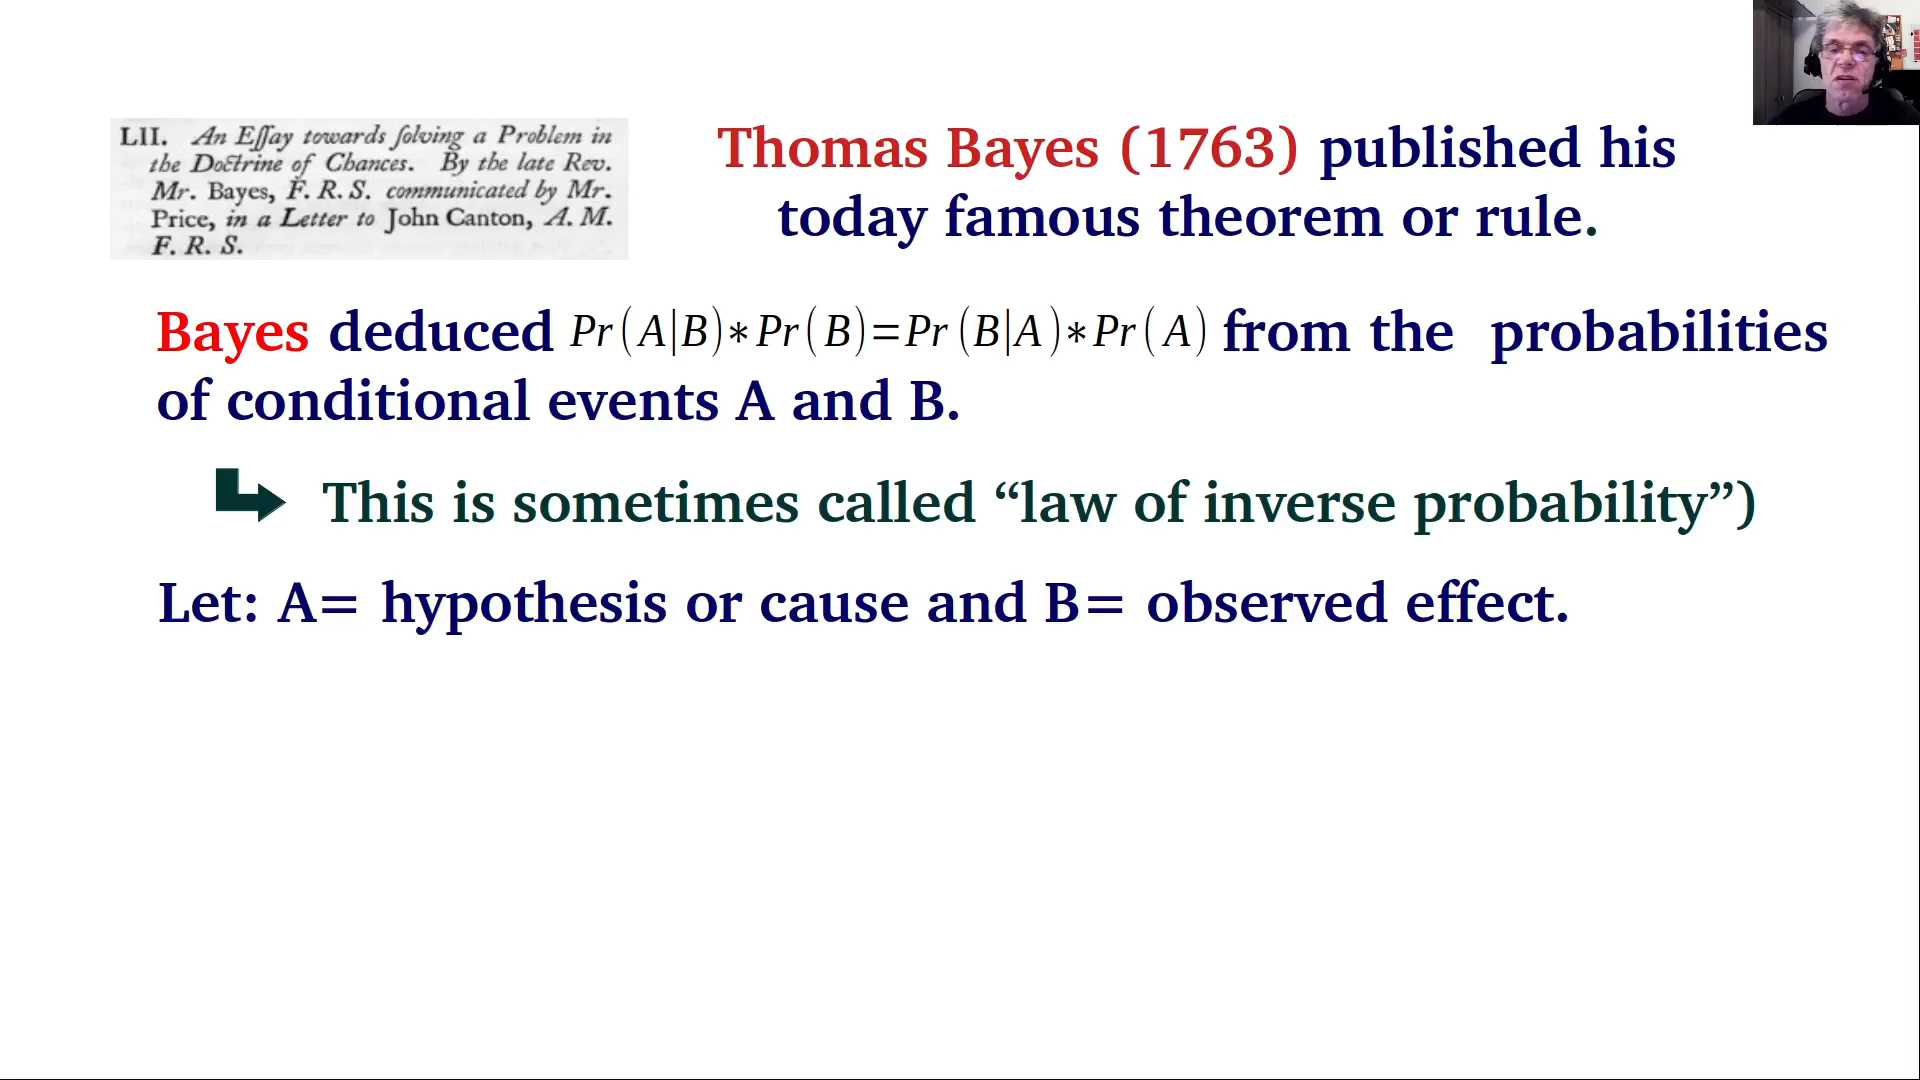 LII. An Eſſay towards ſolving a Problem in
the Doctrine of Chances. By the late Rev.
Mr. Bayes, F. R. S. communicated by Mr.
Price, in a Letter to John Canton, A. M.
F. R. S.
Thomas Bayes (1763) published his
today famous theorem or rule.
Bayes deduced Pr(A|B)∗Pr(B)=Pr(B|A)∗Pr(A) from the probabilities
of conditional events A and B.
This is sometimes called “law of inverse probability”)
Let: A= hypothesis or cause and B= observed effect.